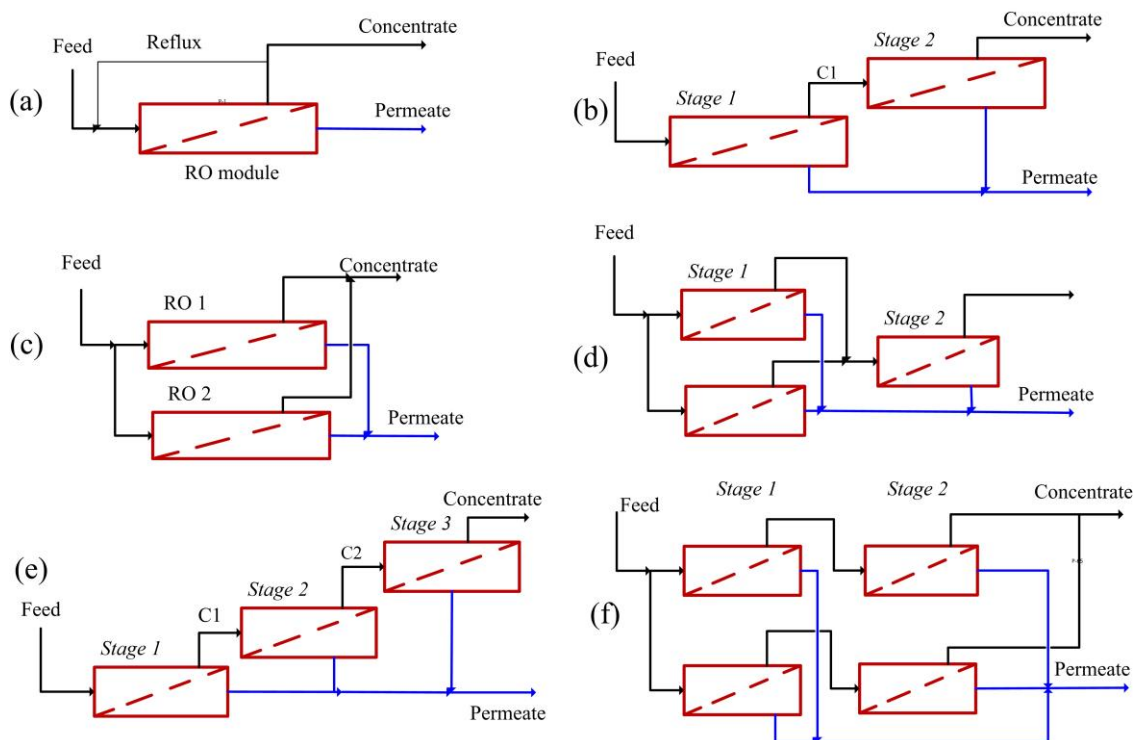 (a)
Feed
Reflux
Concentrate
Permeate
RO module
(b)
Feed
Stage 1
C1
Stage 2
Concentrate
Permeate
(c)
Feed
RO 1
RO 2
Concentrate
Permeate
(d)
Feed
Stage 1
Stage 2
Permeate
(e)
Feed
Stage 1
C1
Stage 2
C2
Stage 3
Concentrate
Permeate
(f)
Feed
Stage 1
Stage 2
Concentrate
Permeate